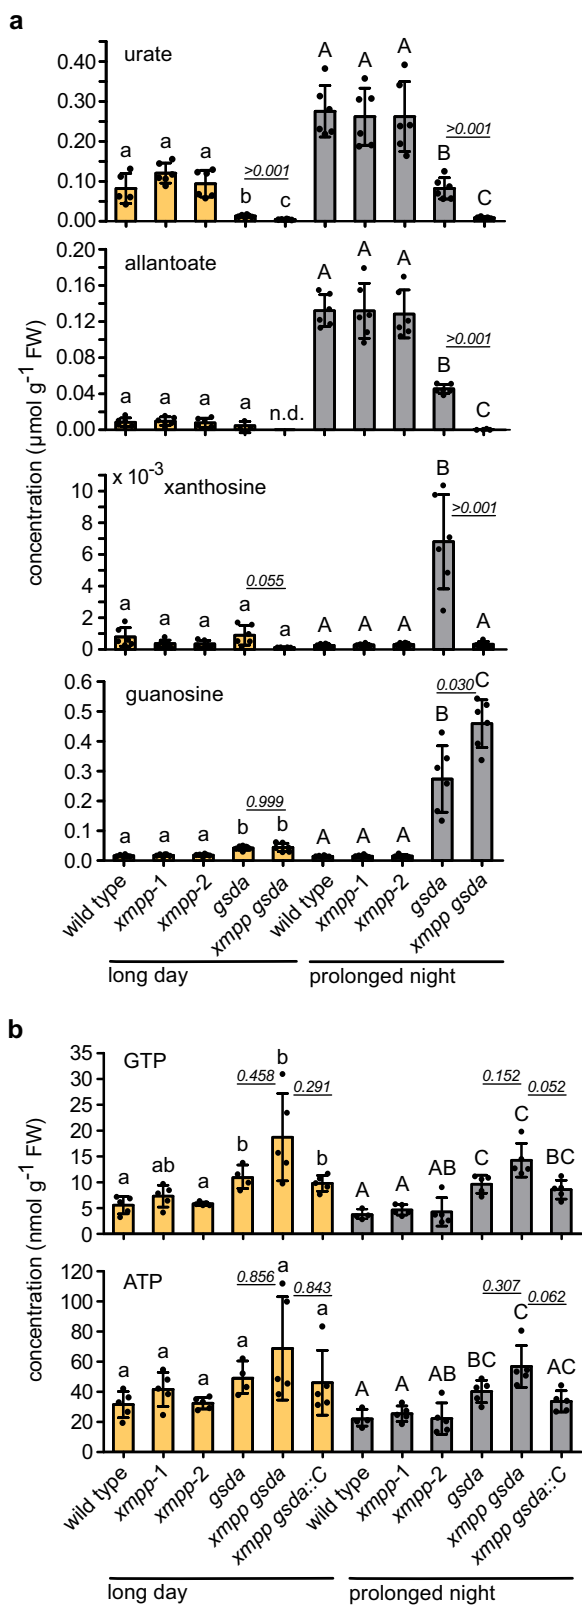 a
concentration (µmol g⁻¹ FW)
urate
0.40
0.30
0.20
0.10
0.00
a a a b c A A A B C
>0.001 >0.001
allantoate
0.20
0.16
0.12
0.08
0.04
0.00
a a a a n.d. A A A B C
>0.001
x 10⁻³ xanthosine
10
8
6
4
2
0
a a a a a A A A B A
0.055 >0.001
guanosine
0.6
0.5
0.4
0.3
0.2
0.1
0.0
a a a b b A A A B C
0.999 0.030
wild type xmpp-1 xmpp-2 gsda xmpp gsda wild type xmpp-1 xmpp-2 gsda xmpp gsda
long day prolonged night
b
concentration (nmol g⁻¹ FW)
GTP
35
30
25
20
15
10
5
0
a ab a b b b A A AB C C BC
0.458 0.291 0.152 0.052
ATP
120
100
80
60
40
20
0
a a a a a a A A AB BC C AC
0.856 0.843 0.307 0.062
wild type xmpp-1 xmpp-2 gsda xmpp gsda xmpp gsda::C wild type xmpp-1 xmpp-2 gsda xmpp gsda xmpp gsda::C
long day prolonged night